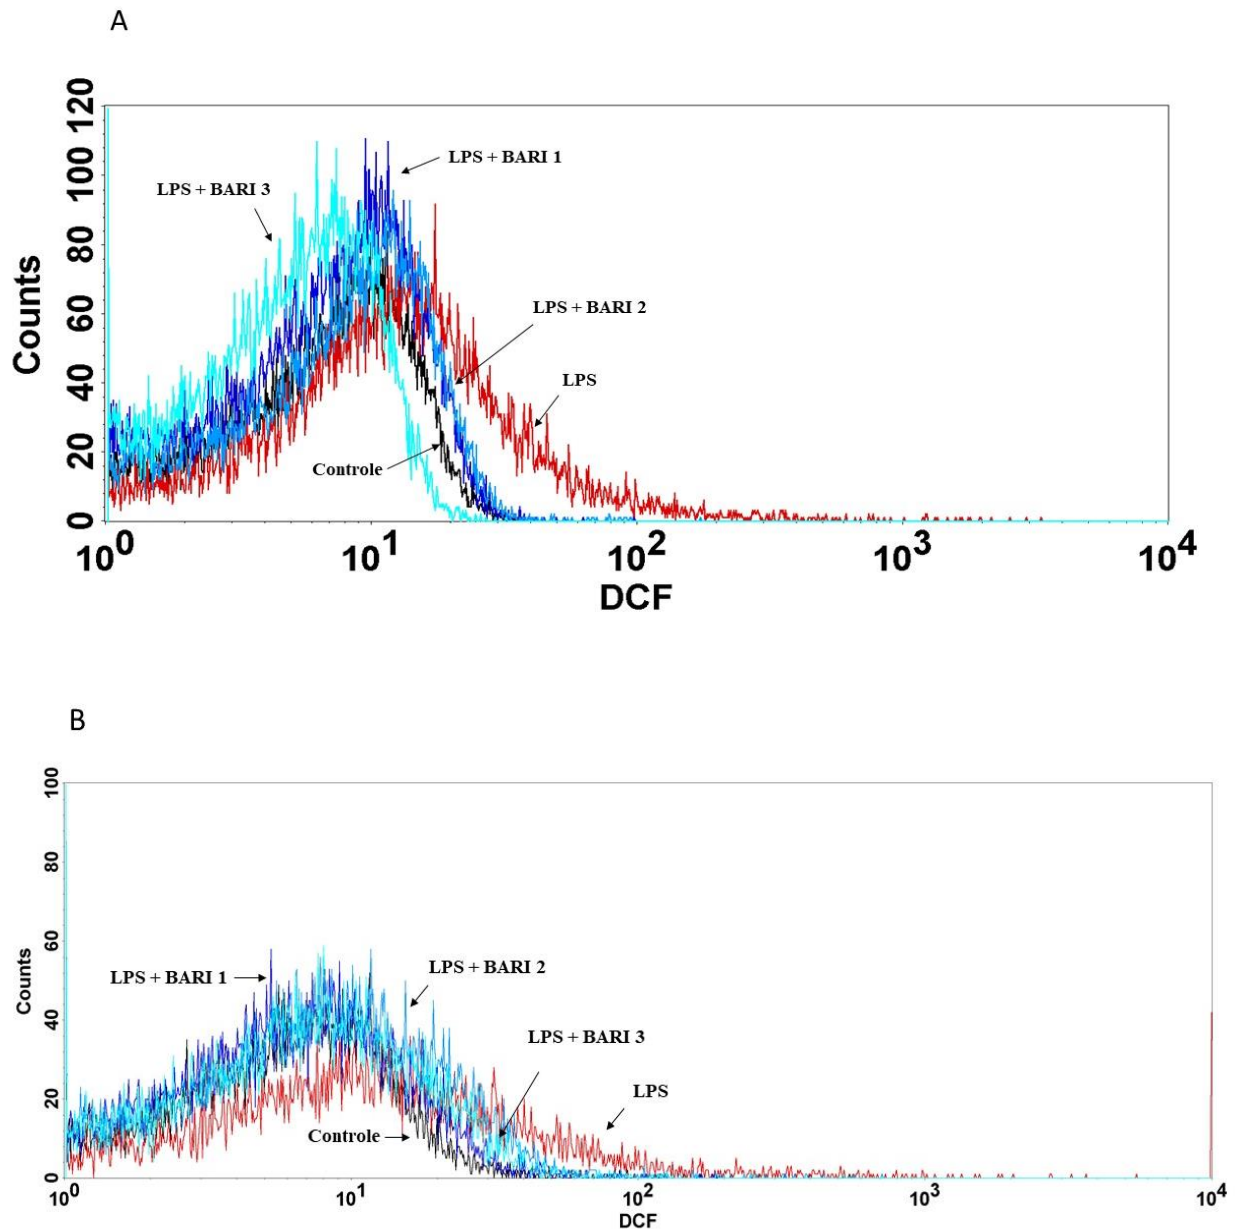 A
120
100
80
60
40
20
0
Counts
LPS + BARI 1
LPS + BARI 3
LPS + BARI 2
LPS
Controle
10^0 10^1 10^2 10^3 10^4
DCF
B
100
80
60
40
20
0
Counts
LPS + BARI 1
LPS + BARI 2
LPS + BARI 3
LPS
Controle
10^0 10^1 10^2 10^3 10^4
DCF